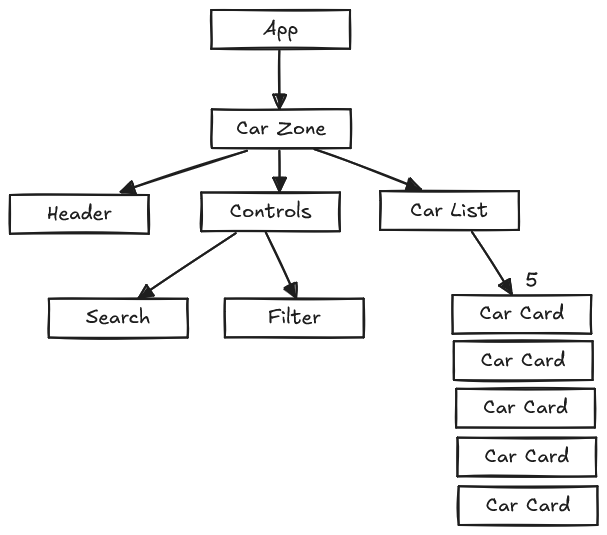 App
Car Zone
Header
Controls
Car List
Search
Filter
5
Car Card
Car Card
Car Card
Car Card
Car Card